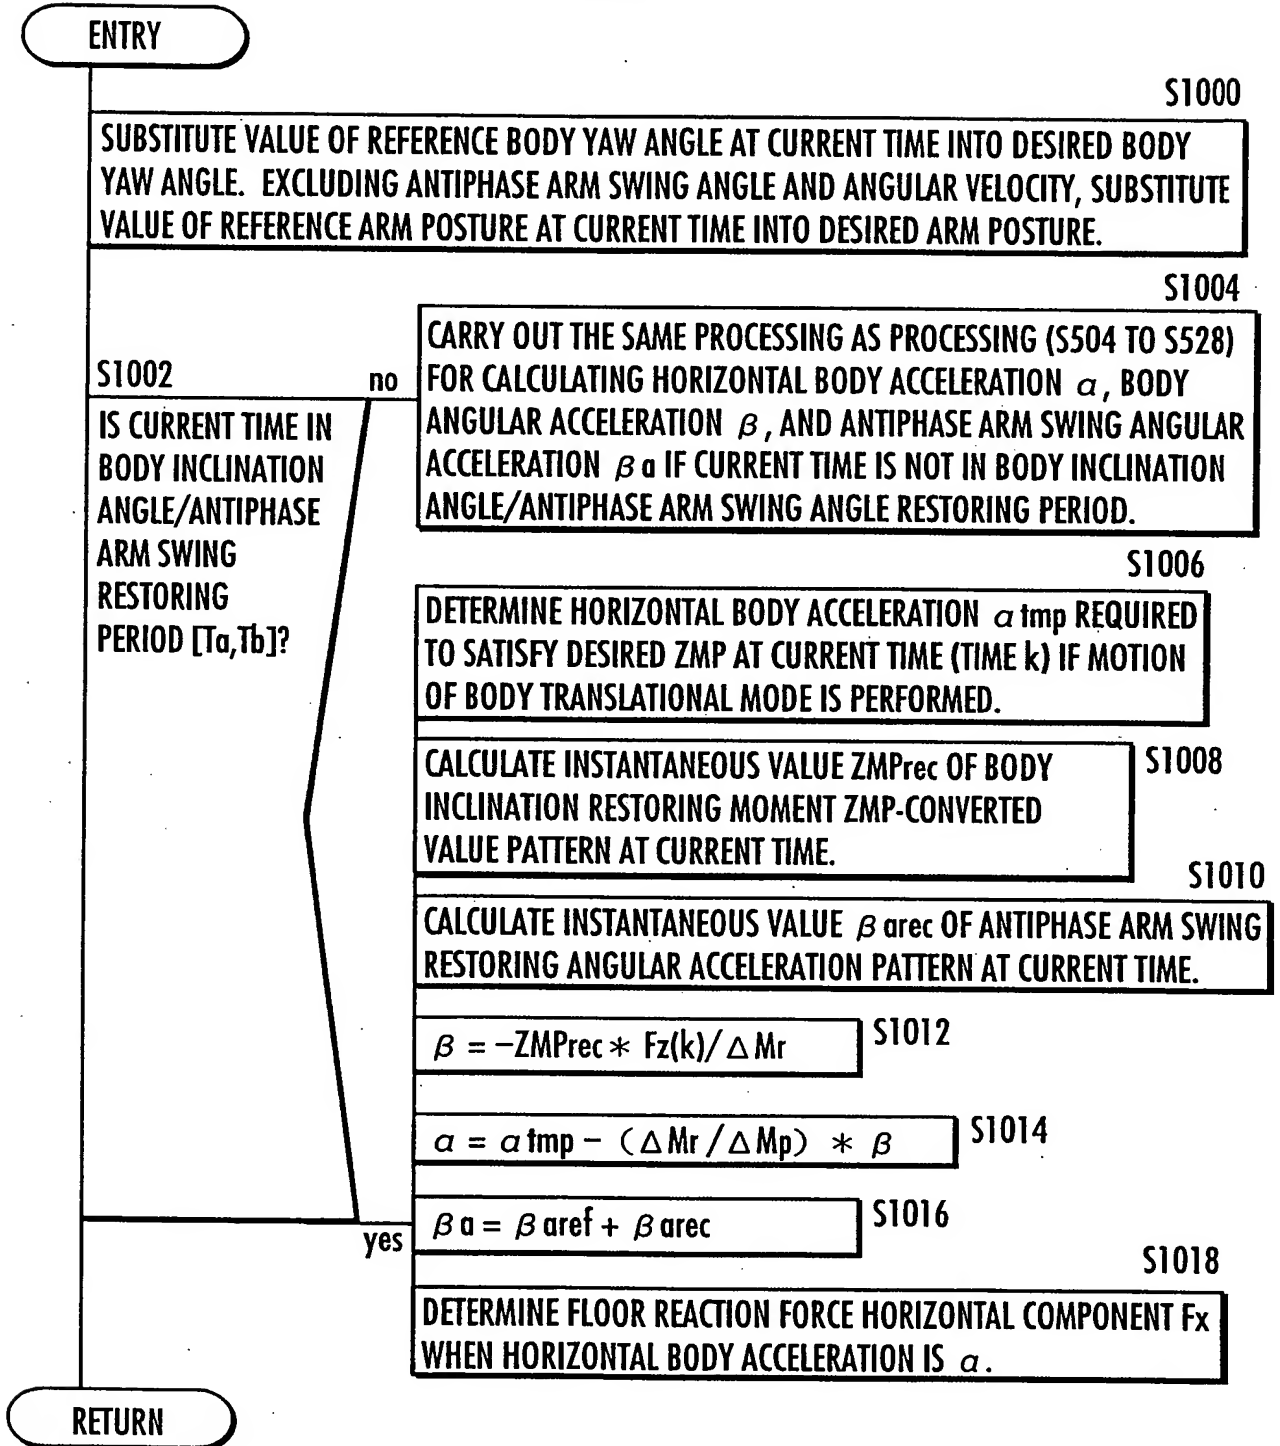 ENTRY
S1000
SUBSTITUTE VALUE OF REFERENCE BODY YAW ANGLE AT CURRENT TIME INTO DESIRED BODY
YAW ANGLE. EXCLUDING ANTIPHASE ARM SWING ANGLE AND ANGULAR VELOCITY, SUBSTITUTE
VALUE OF REFERENCE ARM POSTURE AT CURRENT TIME INTO DESIRED ARM POSTURE.
S1002
IS CURRENT TIME IN
BODY INCLINATION
ANGLE/ANTIPHASE
ARM SWING
RESTORING
PERIOD [Ta,Tb]?
no
S1004
CARRY OUT THE SAME PROCESSING AS PROCESSING (S504 TO S528)
FOR CALCULATING HORIZONTAL BODY ACCELERATION α, BODY
ANGULAR ACCELERATION β, AND ANTIPHASE ARM SWING ANGULAR
ACCELERATION βa IF CURRENT TIME IS NOT IN BODY INCLINATION
ANGLE/ANTIPHASE ARM SWING ANGLE RESTORING PERIOD.
S1006
DETERMINE HORIZONTAL BODY ACCELERATION αtmp REQUIRED
TO SATISFY DESIRED ZMP AT CURRENT TIME (TIME k) IF MOTION
OF BODY TRANSLATIONAL MODE IS PERFORMED.
S1008
CALCULATE INSTANTANEOUS VALUE ZMPrec OF BODY
INCLINATION RESTORING MOMENT ZMP-CONVERTED
VALUE PATTERN AT CURRENT TIME.
S1010
CALCULATE INSTANTANEOUS VALUE βarec OF ANTIPHASE ARM SWING
RESTORING ANGULAR ACCELERATION PATTERN AT CURRENT TIME.
β = -ZMPrec * Fz(k)/ΔMr
S1012
α = αtmp - (ΔMr/ΔMp) * β
S1014
yes
βa = βaref + βarec
S1016
S1018
DETERMINE FLOOR REACTION FORCE HORIZONTAL COMPONENT Fx
WHEN HORIZONTAL BODY ACCELERATION IS α.
RETURN